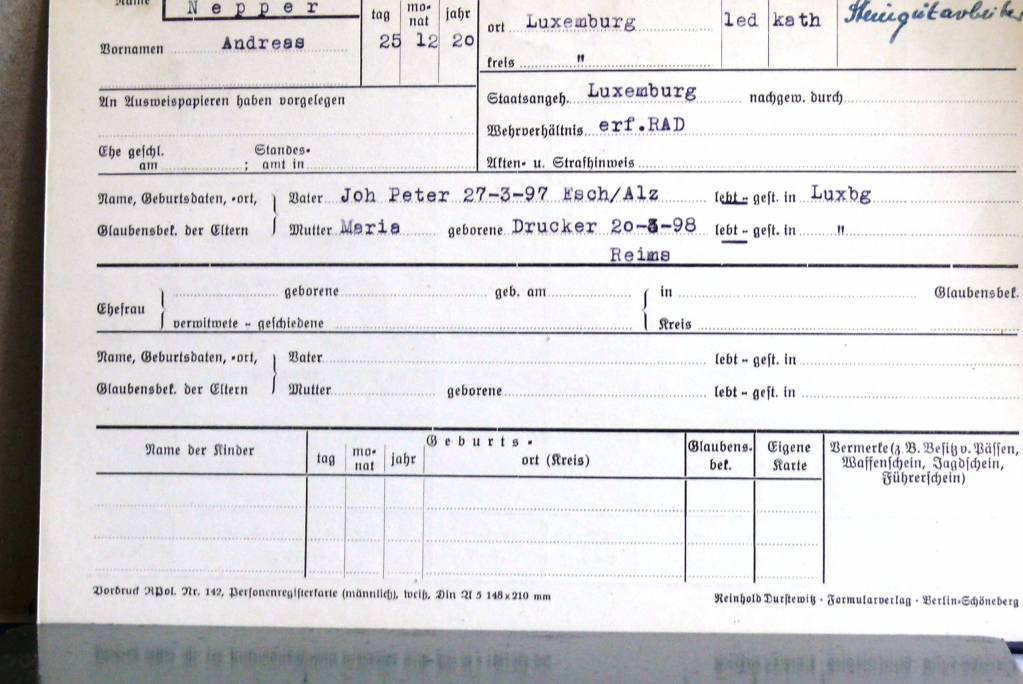 Name Nepper tag mo-nat jahr ort Luxemburg led kath Steingutarbeiter
Vornamen Andreas 25 12 20 kreis "
An Ausweispapieren haben vorgelegen Staatsangeh. Luxemburg nachgew. durch
Wehrverhältnis erf.RAD
Ehe geschl. am ; Standes-amt in Akten- u. Strafhinweis
Name, Geburtsdaten, -ort, Vater Joh Peter 27-3-97 Esch/Alz lebt - gest. in Luxbg
Glaubensbek. der Eltern Mutter Maria geborene Drucker 20-3-98 lebt - gest. in "
Reims
Ehefrau geborene geb. am in Glaubensbek.
verwitwete - geschiedene Kreis
Name, Geburtsdaten, -ort, Vater lebt - gest. in
Glaubensbek. der Eltern Mutter geborene lebt - gest. in
Name der Kinder tag mo-nat jahr Geburts- ort (Kreis) Glaubens-bek. Eigene Karte Vermerke (z. B. Besitz v. Pässen, Waffenschein, Jagdschein, Führerschein)
Vordruck RPol. Nr. 142, Personenregisterkarte (männlich), weiß, Din A 5 148x210 mm Reinhold Durstewitz · Formularverlag · Berlin-Schöneberg